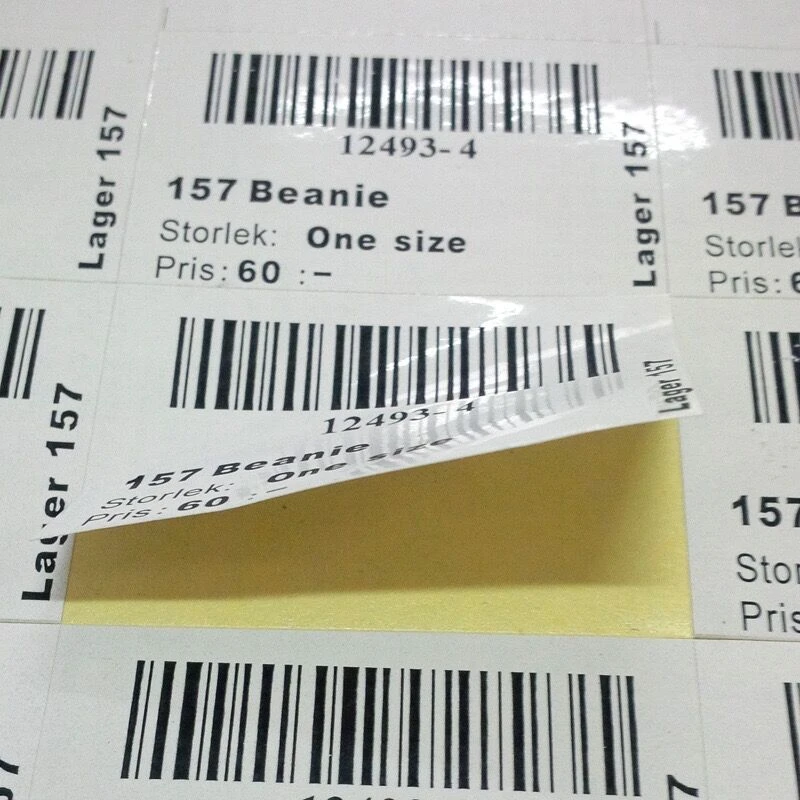 Lager 157
12493-4
157 Beanie
Storlek: One size
Pris: 60 :-
Lager 157
157 B
Storlek
Pris: 6
Lager 157
12493-4
157 Beanie
Storlek: One size
Pris: 60 :-
Lager 157
157
Stor
Pris